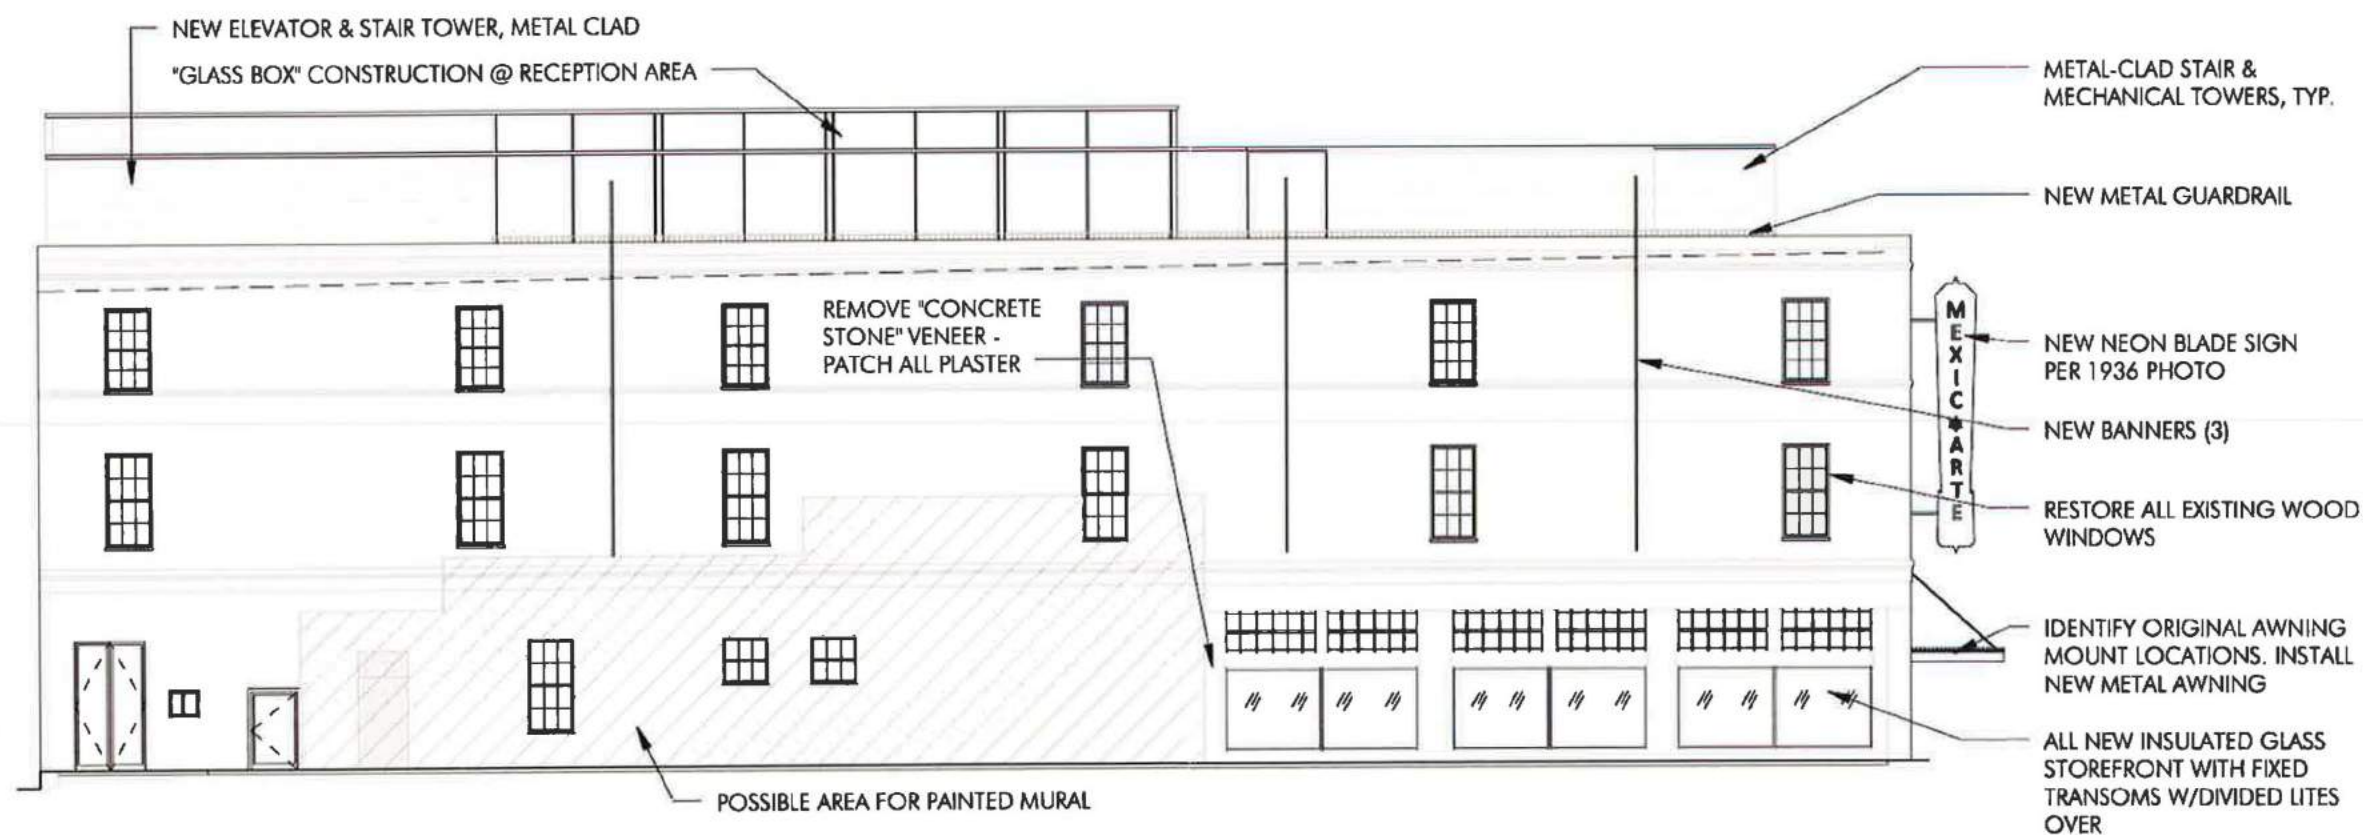 NEW ELEVATOR & STAIR TOWER, METAL CLAD
"GLASS BOX" CONSTRUCTION @ RECEPTION AREA
METAL-CLAD STAIR &
MECHANICAL TOWERS, TYP.
NEW METAL GUARDRAIL
REMOVE "CONCRETE
STONE" VENEER -
PATCH ALL PLASTER
MEXIC✱ARTE
NEW NEON BLADE SIGN
PER 1936 PHOTO
NEW BANNERS (3)
RESTORE ALL EXISTING WOOD
WINDOWS
IDENTIFY ORIGINAL AWNING
MOUNT LOCATIONS. INSTALL
NEW METAL AWNING
ALL NEW INSULATED GLASS
STOREFRONT WITH FIXED
TRANSOMS W/DIVIDED LITES
OVER
POSSIBLE AREA FOR PAINTED MURAL